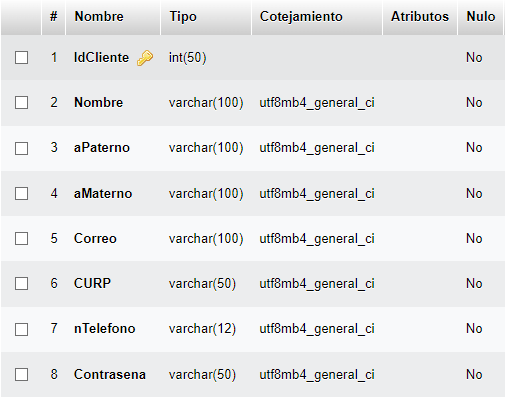 # Nombre Tipo Cotejamiento Atributos Nulo
1 IdCliente int(50) No
2 Nombre varchar(100) utf8mb4_general_ci No
3 aPaterno varchar(100) utf8mb4_general_ci No
4 aMaterno varchar(100) utf8mb4_general_ci No
5 Correo varchar(100) utf8mb4_general_ci No
6 CURP varchar(50) utf8mb4_general_ci No
7 nTelefono varchar(12) utf8mb4_general_ci No
8 Contrasena varchar(50) utf8mb4_general_ci No